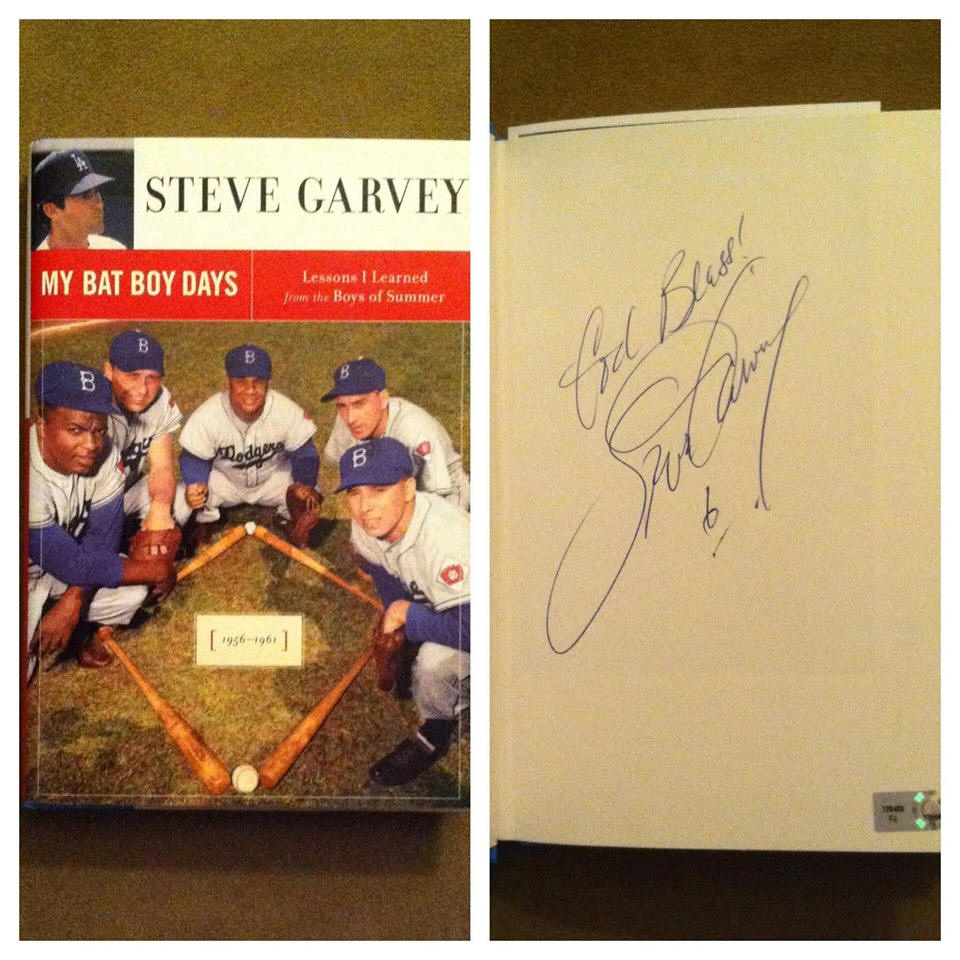 LA
STEVE GARVEY
MY BAT BOY DAYS
Lessons I Learned
from the Boys of Summer
B
B
B
B
B
Dodgers
[ 1956–1961 ]
God Bless!
Steve Garvey
6